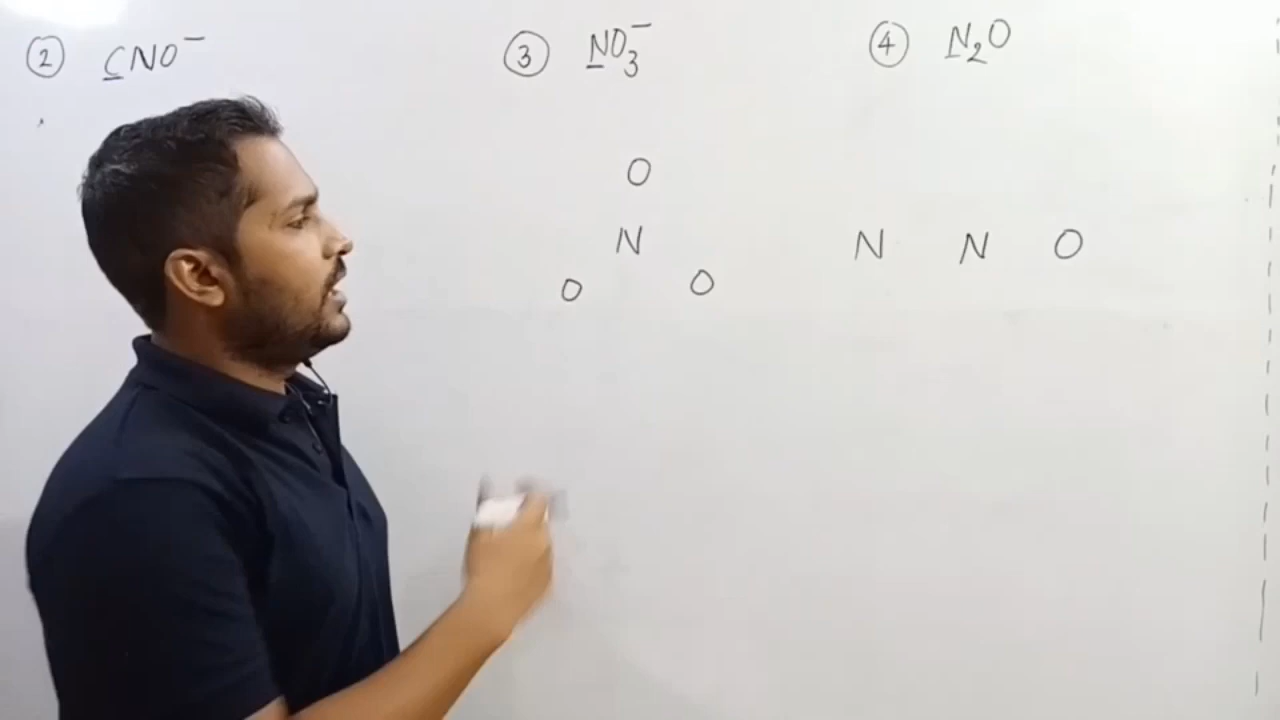 ② CNO⁻ ③ NO₃⁻ ④ N₂O
O
N
O O
N N O